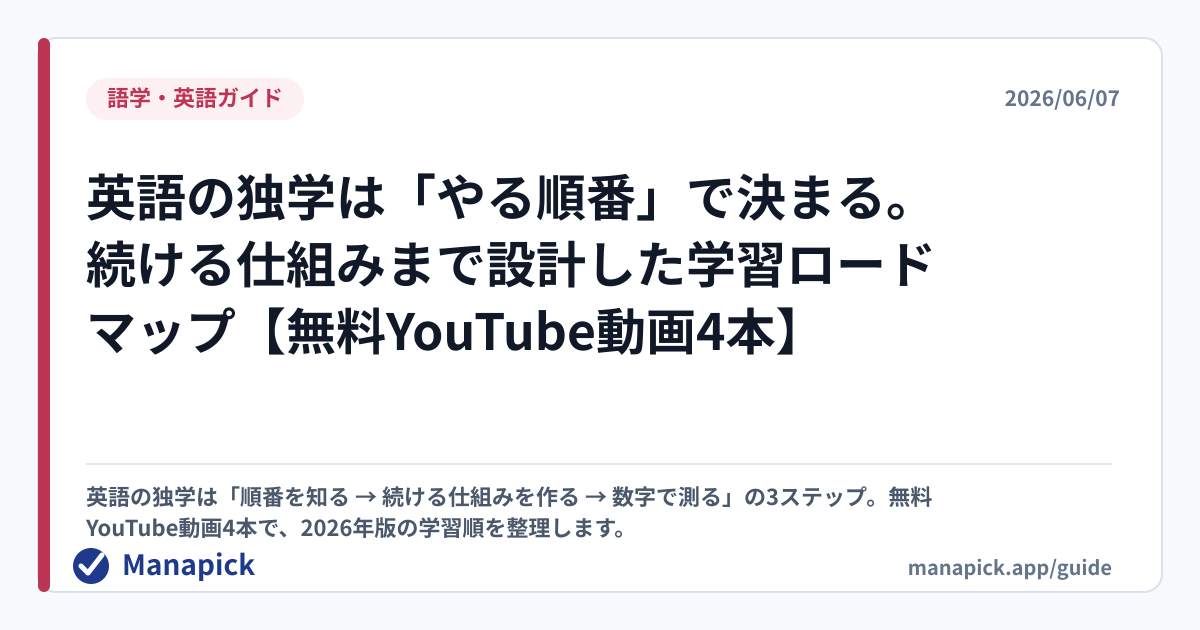 語学・英語ガイド
2026/06/07
英語の独学は「やる順番」で決まる。
続ける仕組みまで設計した学習ロード
マップ【無料YouTube動画4本】
英語の独学は「順番を知る → 続ける仕組みを作る → 数字で測る」の3ステップ。無料
YouTube動画4本で、2026年版の学習順を整理します。
Manapick
manapick.app/guide